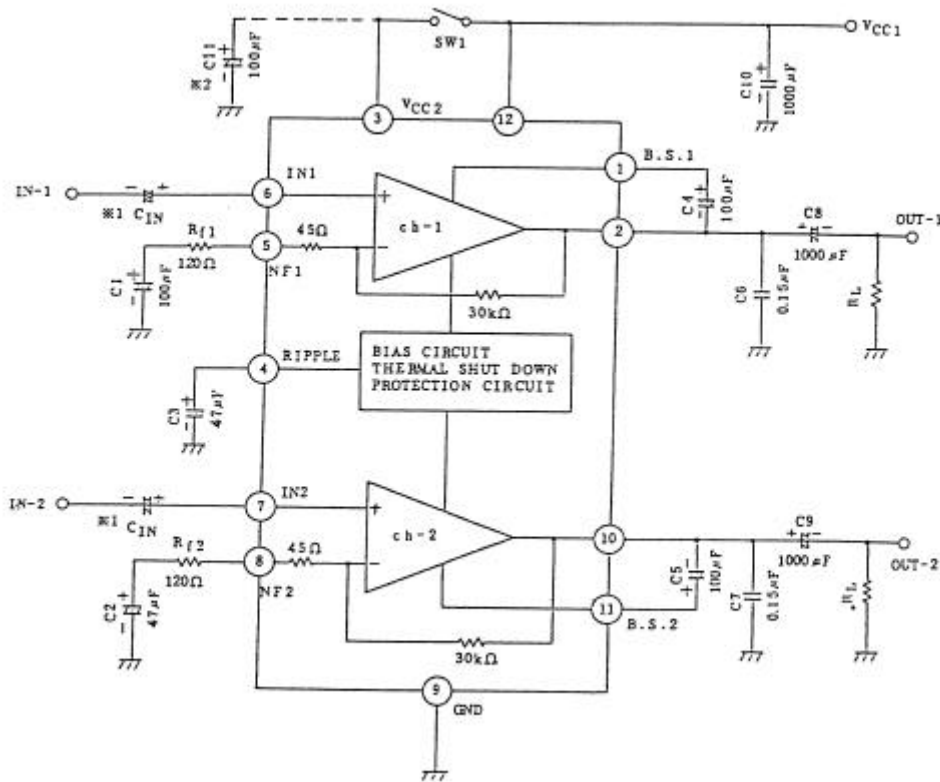 VCC1
SW1
C11
100μF
※2
C10
1000μF
3
VCC2
12
1
B.S.1
IN-1
※1
CIN
6
IN1
ch-1
C4
100μF
2
C8
1000μF
OUT-1
Rf1
120Ω
5
NF1
45Ω
30kΩ
C1
100μF
C6
0.15μF
RL
4
RIPPLE
BIAS CIRCUIT
THERMAL SHUT DOWN
PROTECTION CIRCUIT
C3
47μF
IN-2
※1
CIN
7
IN2
ch-2
10
C9
1000μF
OUT-2
Rf2
120Ω
8
NF2
45Ω
30kΩ
C2
47μF
C5
100μF
C7
0.15μF
RL
11
B.S.2
9
GND